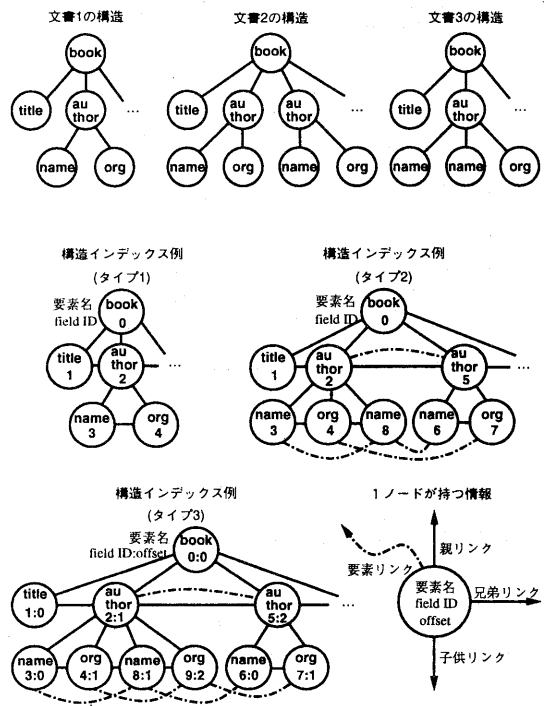 文書1の構造 文書2の構造 文書3の構造
book book book
title au thor … title au thor au thor … title au thor …
name org name org name org name name org
構造インデックス例 構造インデックス例
(タイプ1) (タイプ2)
要素名 field ID book 0 要素名 field ID book 0
title 1 au thor 2 … title 1 au thor 2 au thor 5 …
name 3 org 4 name 3 org 4 name 8 name 6 org 7
構造インデックス例 1ノードが持つ情報
(タイプ3)
要素名 field ID:offset book 0:0 親リンク
要素リンク
title 1:0 au thor 2:1 au thor 5:2 … 要素名 field ID offset 兄弟リンク
name 3:0 org 4:1 name 8:1 org 9:2 name 6:0 org 7:1 子供リンク